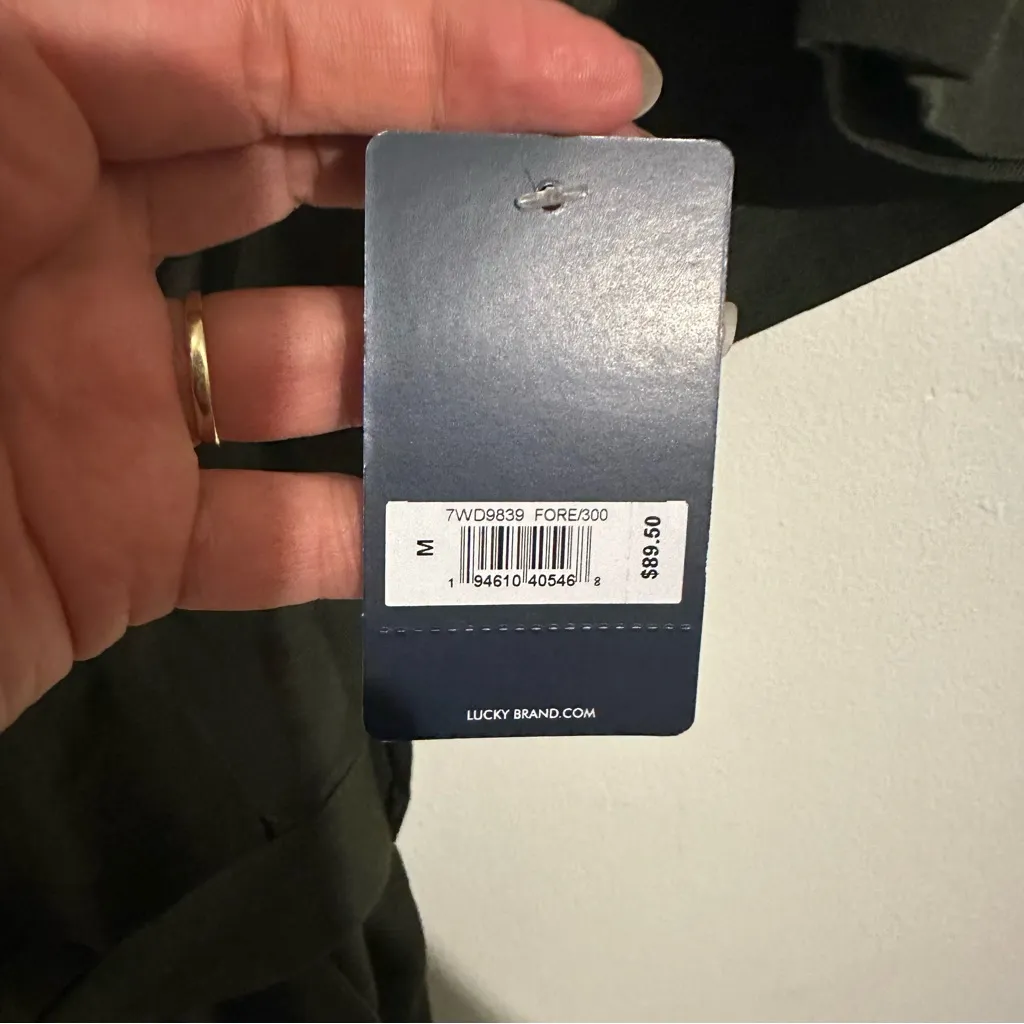 7WD9839 FORE/300
M
$89.50
1 94610 40546 8
LUCKY BRAND.COM